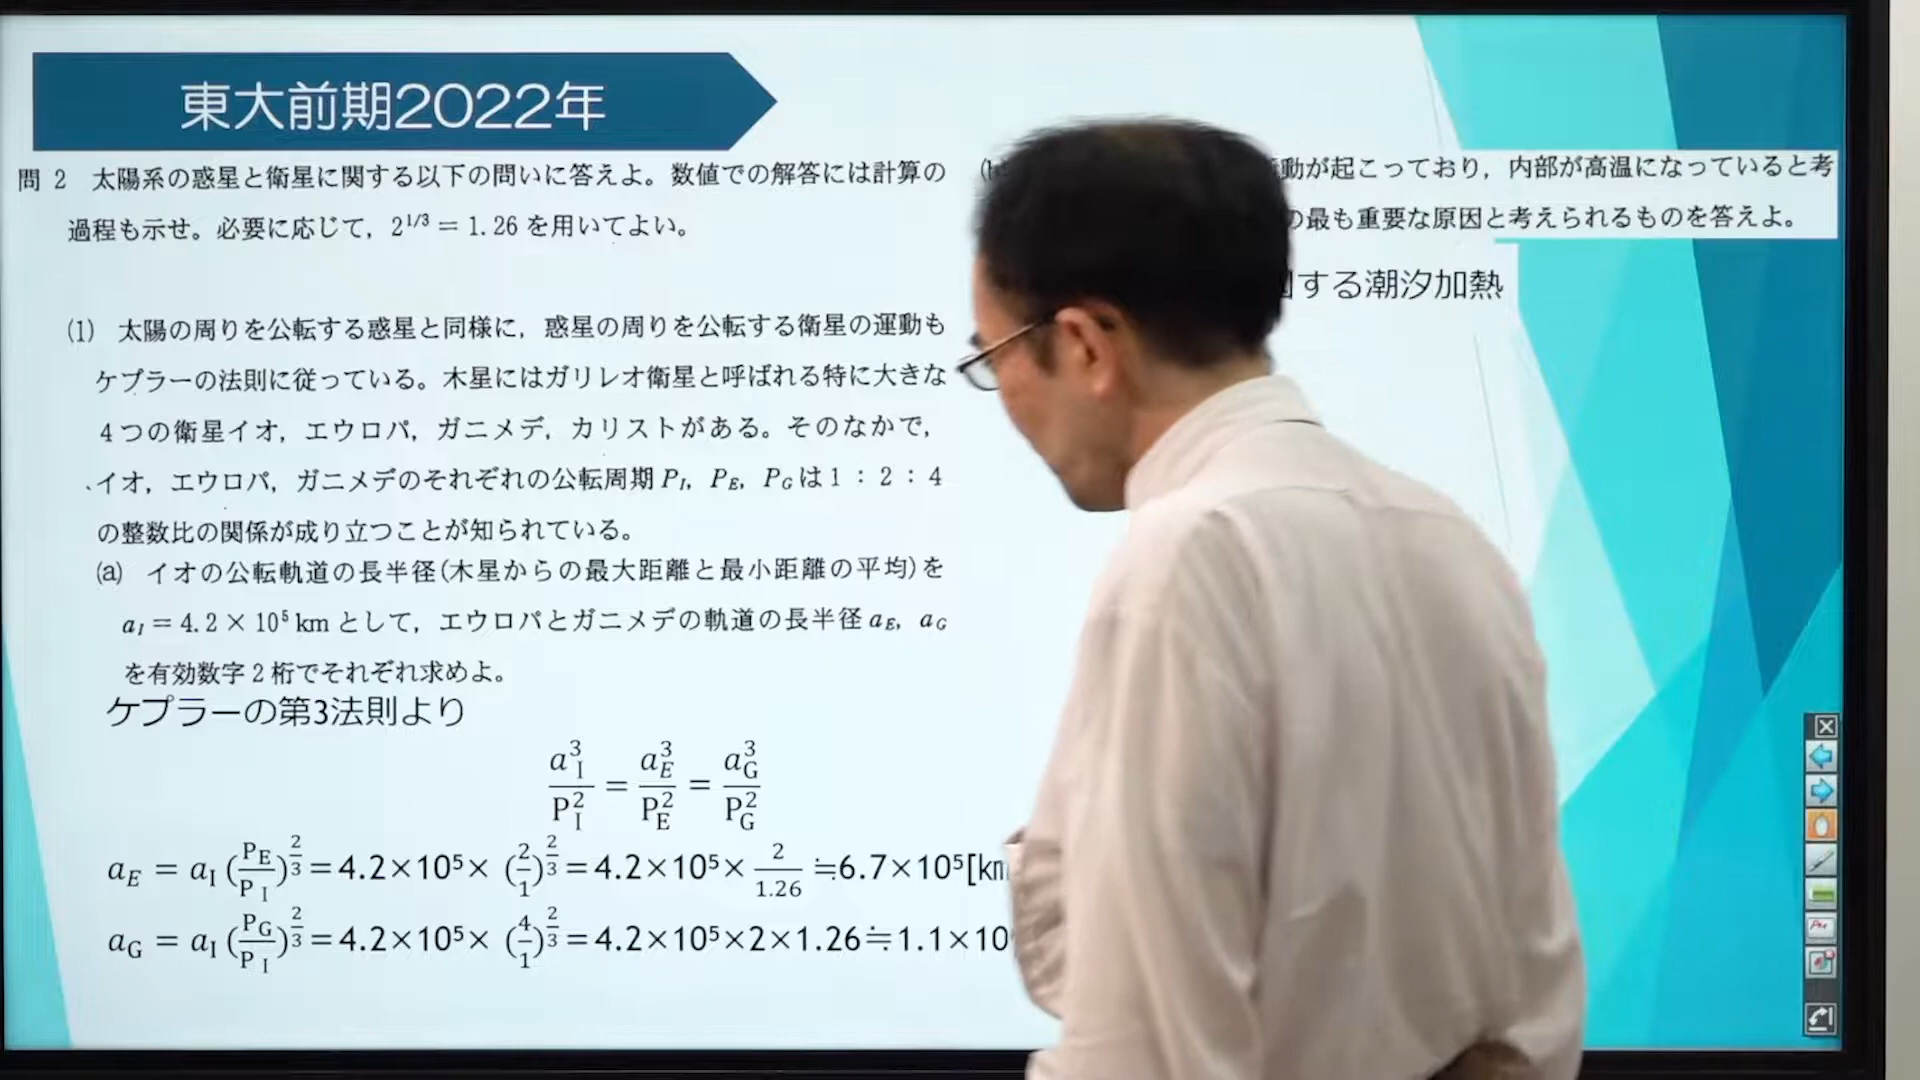 東大前期2022年
問 2 太陽系の惑星と衛星に関する以下の問いに答えよ。数値での解答には計算の
過程も示せ。必要に応じて，2^{1/3} = 1.26 を用いてよい。
(1) 太陽の周りを公転する惑星と同様に，惑星の周りを公転する衛星の運動も
ケプラーの法則に従っている。木星にはガリレオ衛星と呼ばれる特に大きな
4つの衛星イオ，エウロパ，ガニメデ，カリストがある。そのなかで，
イオ，エウロパ，ガニメデのそれぞれの公転周期 P_I，P_E，P_G は 1 : 2 : 4
の整数比の関係が成り立つことが知られている。
(a) イオの公転軌道の長半径(木星からの最大距離と最小距離の平均)を
a_I = 4.2 × 10^5 km として，エウロパとガニメデの軌道の長半径 a_E，a_G
を有効数字2桁でそれぞれ求めよ。
ケプラーの第3法則より
a_I^3/P_I^2 = a_E^3/P_E^2 = a_G^3/P_G^2
a_E = a_I (P_E/P_I)^{2/3} = 4.2×10^5× (2/1)^{2/3} = 4.2×10^5× 2/1.26 ≒6.7×10^5[km
a_G = a_I (P_G/P_I)^{2/3} = 4.2×10^5× (4/1)^{2/3} = 4.2×10^5×2×1.26≒1.1×10
動が起こっており，内部が高温になっていると考
の最も重要な原因と考えられるものを答えよ。
する潮汐加熱